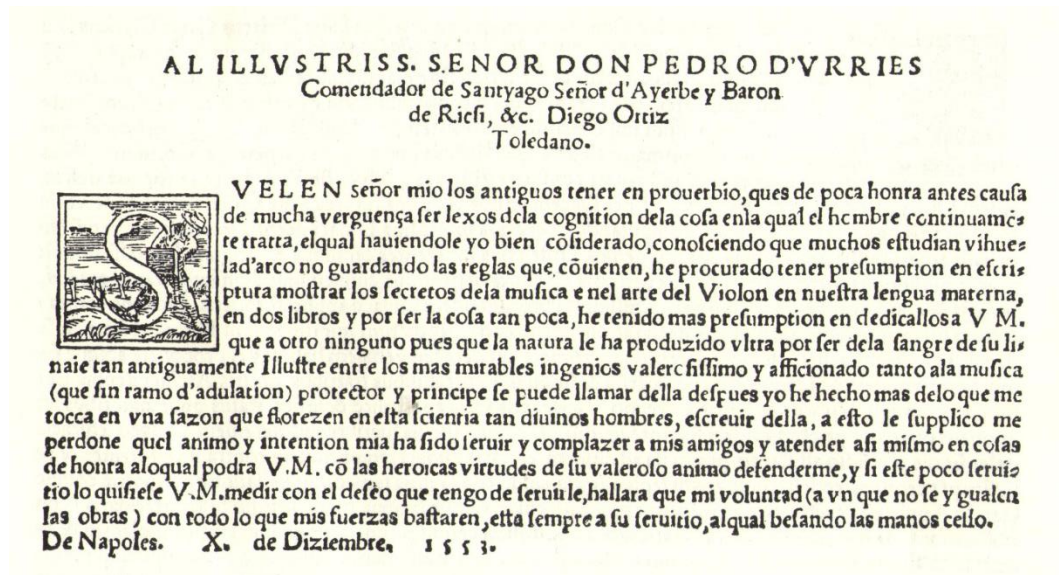 AL ILLVSTRISS. SENOR DON PEDRO D'VRRIES
Comendador de Santyago Señor d'Ayerbe y Baron
de Riesi, &c. Diego Ortiz
Toledano.
SVELEN señor mio los antiguos tener en prouerbio, ques de poca honra antes causa
de mucha verguença ser lexos dela cognition dela cosa enla qual el hombre continuamẽ-
te tratta, elqual hauiendole yo bien cõsiderado, conosciendo que muchos estudian vihue-
lad'arco no guardando las reglas que cõuienen, he procurado tener presumption en escri-
ptura mostrar los secretos dela musica e nel arte del Violon en nuestra lengua materna,
en dos libros y por ser la cosa tan poca, he tenido mas presumption en dedicallos a V M.
que a otro ninguno pues que la natura le ha produzido vltra por ser dela sangre de su li-
naie tan antiguamente Illustre entre los mas mirables ingenios valerosissimo y afficionado tanto ala musica
(que sin ramo d'adulation) protector y principe se puede llamar della despues yo he hecho mas delo que me
tocca en vna sazon que florezen en esta scientia tan diuinos hombres, escreuir della, a esto le supplico me
perdone quel animo y intention mia ha sido seruir y complazer a mis amigos y atender asi mismo en cosas
de honra aloqual podra V.M. cõ las heroicas virtudes de su valeroso animo defenderme, y si este poco serui-
tio lo quisiese V.M. medir con el desèo que tengo de seruile, hallara que mi voluntad (a vn que no se ygualen
las obras) con todo lo que mis fuerzas bastaren, esta sempre a su seruitio, alqual besando las manos cesso.
De Napoles. X. de Diziembre, 1553.